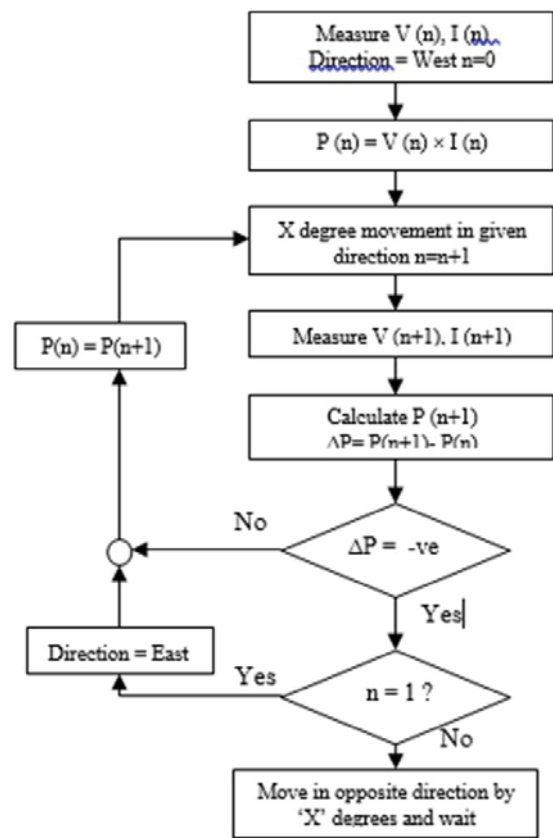 Measure V (n), I (n)
Direction = West n=0
P (n) = V (n) × I (n)
X degree movement in given
direction n=n+1
P(n) = P(n+1)
Measure V (n+1), I (n+1)
Calculate P (n+1)
ΔP= P(n+1)- P(n)
No
ΔP = -ve
Yes
Direction = East
Yes
n = 1 ?
No
Move in opposite direction by
‘X’ degrees and wait